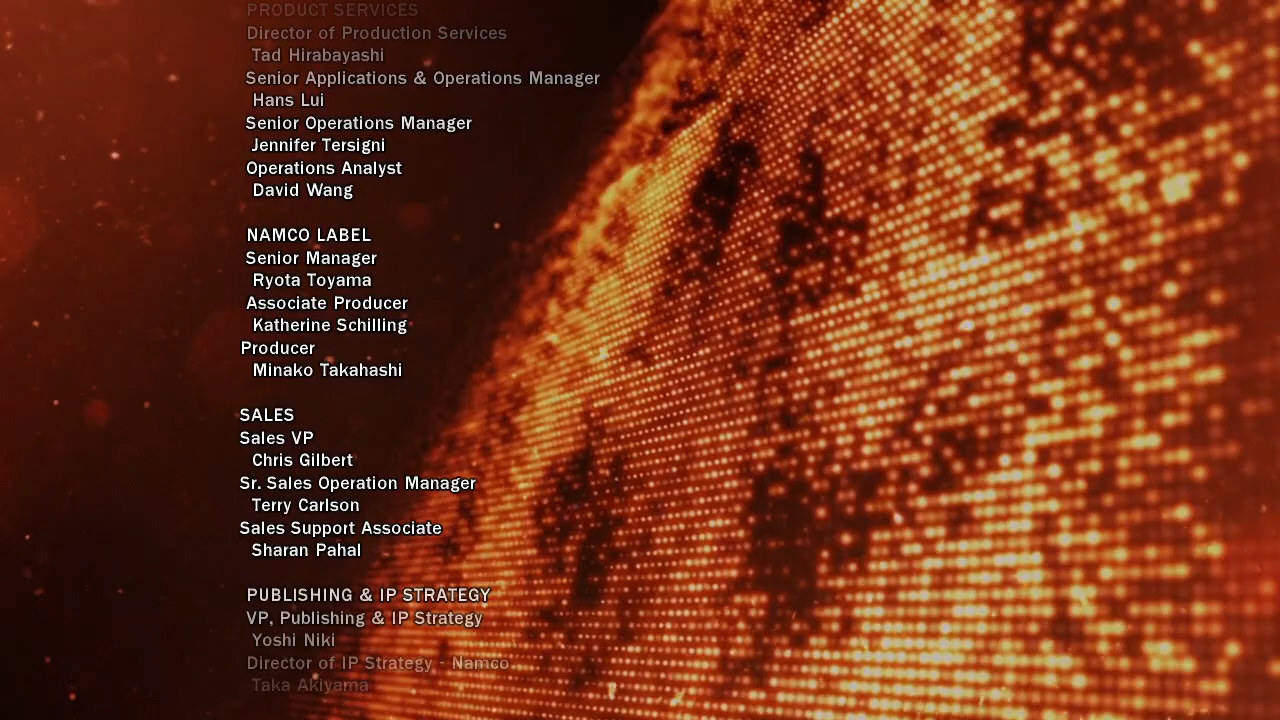 PRODUCT SERVICES
Director of Production Services
Tad Hirabayashi
Senior Applications & Operations Manager
Hans Lui
Senior Operations Manager
Jennifer Tersigni
Operations Analyst
David Wang
NAMCO LABEL
Senior Manager
Ryota Toyama
Associate Producer
Katherine Schilling
Producer
Minako Takahashi
SALES
Sales VP
Chris Gilbert
Sr. Sales Operation Manager
Terry Carlson
Sales Support Associate
Sharan Pahal
PUBLISHING & IP STRATEGY
VP, Publishing & IP Strategy
Yoshi Niki
Director of IP Strategy - Namco
Taka Akiyama